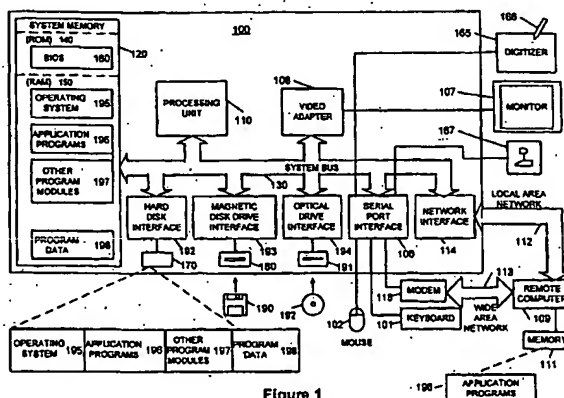 SYSTEM MEMORY
(ROM) 140
BIOS 160
(RAM) 150
OPERATING SYSTEM 195
APPLICATION PROGRAMS 196
OTHER PROGRAM MODULES 197
PROGRAM DATA 198
120
100
PROCESSING UNIT
110
108
VIDEO ADAPTER
166
165
DIGITIZER
107
MONITOR
167
SYSTEM BUS
130
HARD DISK INTERFACE
MAGNETIC DISK DRIVE INTERFACE
OPTICAL DRIVE INTERFACE
SERIAL PORT INTERFACE
NETWORK INTERFACE
LOCAL AREA NETWORK
192
193
194
106
114
112
170
180
191
190
192
102
MOUSE
115
MODEM
113
101
KEYBOARD
WIDE AREA NETWORK
REMOTE COMPUTER
109
MEMORY
111
OPERATING SYSTEM 195
APPLICATION PROGRAMS 196
OTHER PROGRAM MODULES 197
PROGRAM DATA 198
196
APPLICATION PROGRAMS
Figure 1